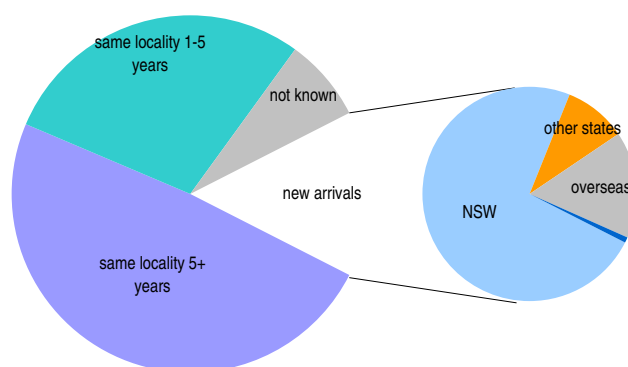 same locality 1-5
years
not known
other states
overseas
new arrivals
NSW
same locality 5+
years